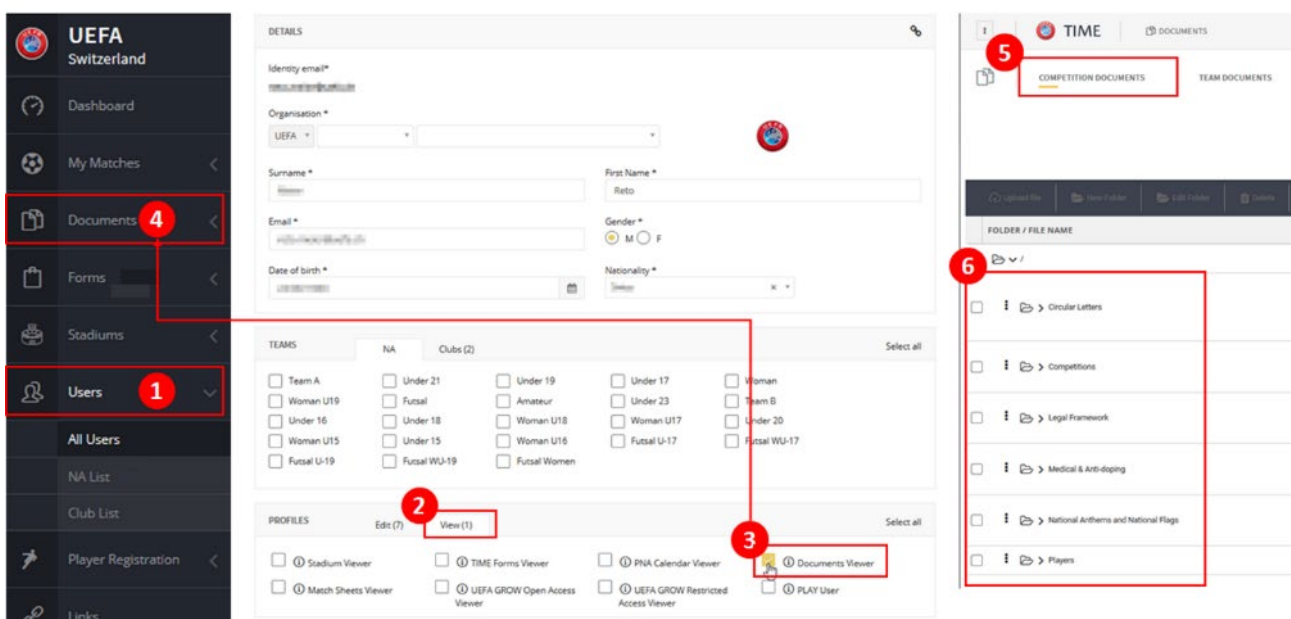 UEFA
Switzerland
Dashboard
My Matches
Documents 4
Forms
Stadiums
Users 1
All Users
NA List
Club List
Player Registration
Links
DETAILS
Identity email*
Organisation *
UEFA
Surname *
First Name *
Reto
Email *
Gender *
M F
Date of birth *
Nationality *
TEAMS NA Clubs (2) Select all
Team A Under 21 Under 19 Under 17 Woman
Woman U19 Futsal Amateur Under 23 Team B
Under 16 Under 18 Woman U18 Woman U17 Under 20
Woman U15 Under 15 Woman U16 Futsal U-17 Futsal WU-17
Futsal U-19 Futsal WU-19 Futsal Women
2
PROFILES Edit (7) View (1) Select all
3
Stadium Viewer TIME Forms Viewer PNA Calendar Viewer Documents Viewer
Match Sheets Viewer UEFA GROW Open Access Viewer UEFA GROW Restricted Access Viewer PLAY User
TIME DOCUMENTS
5
COMPETITION DOCUMENTS TEAM DOCUMENTS
Upload file New Folder Edit Folder Delete
FOLDER / FILE NAME
6
/
Circular Letters
Competitions
Legal Framework
Medical & Anti-doping
National Anthems and National Flags
Players